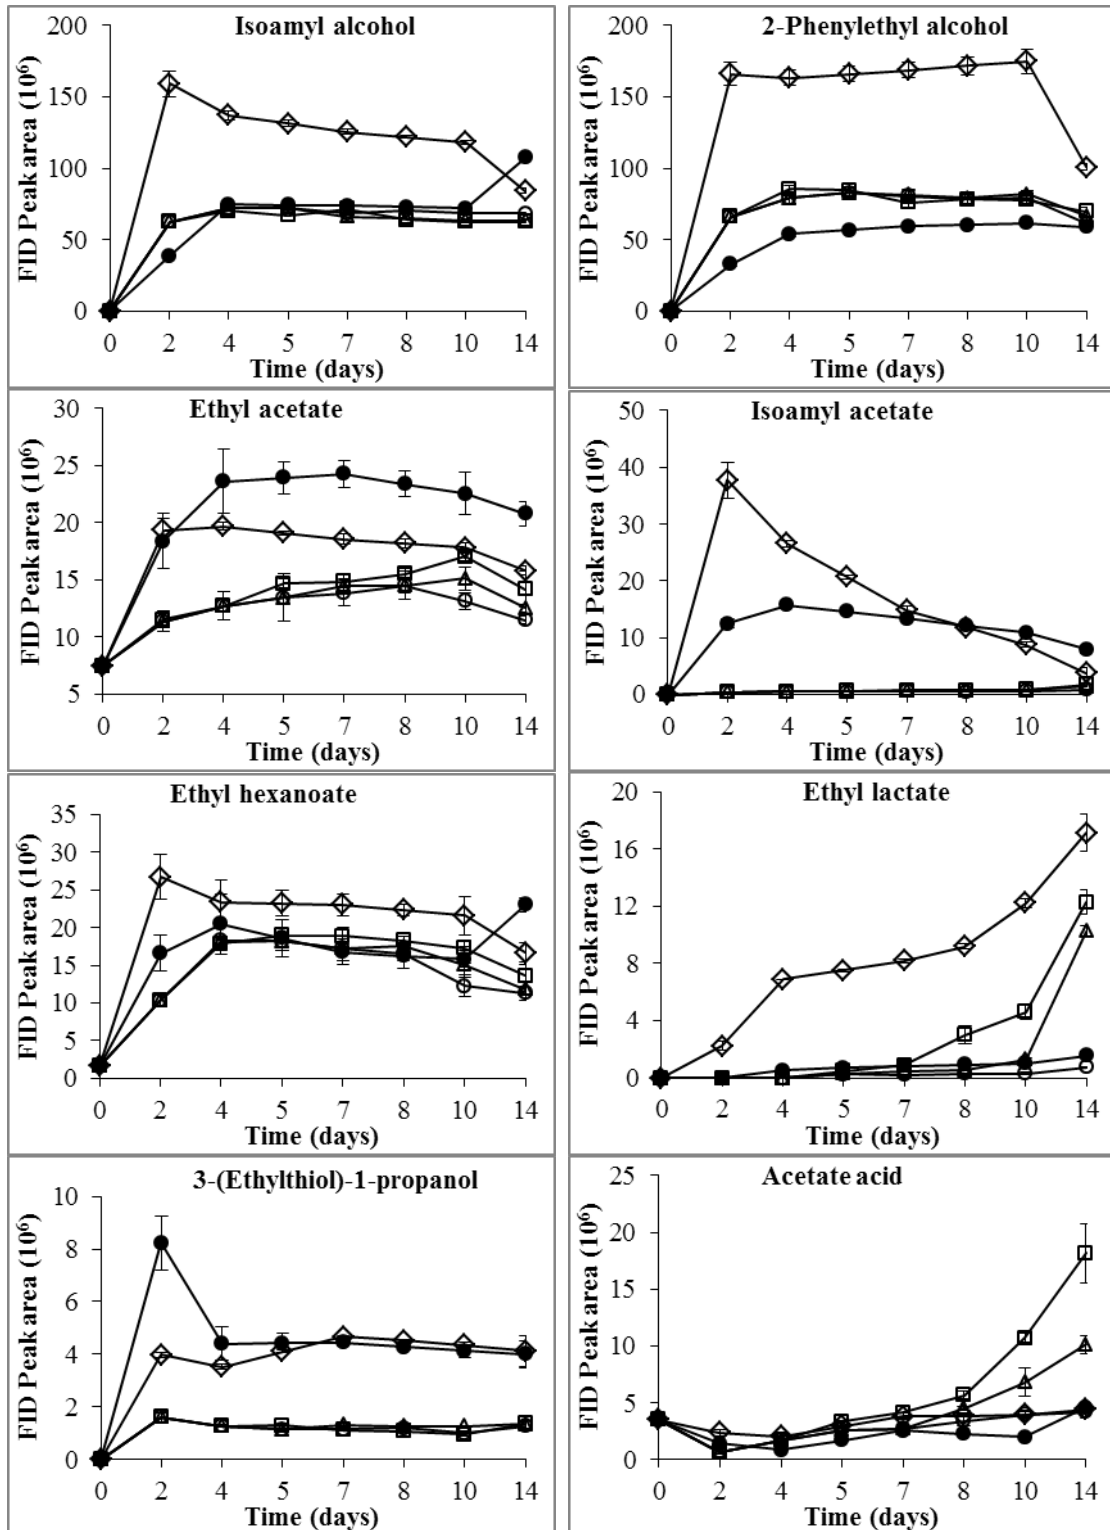 Isoamyl alcohol
FID Peak area (10⁶)
200
150
100
50
0
0 2 4 5 7 8 10 14
Time (days)
2-Phenylethyl alcohol
FID Peak area (10⁶)
200
150
100
50
0
0 2 4 5 7 8 10 14
Time (days)
Ethyl acetate
FID Peak area (10⁶)
30
25
20
15
10
5
0 2 4 5 7 8 10 14
Time (days)
Isoamyl acetate
FID Peak area (10⁶)
50
40
30
20
10
0
0 2 4 5 7 8 10 14
Time (days)
Ethyl hexanoate
FID Peak area (10⁶)
35
30
25
20
15
10
5
0
0 2 4 5 7 8 10 14
Time (days)
Ethyl lactate
FID Peak area (10⁶)
20
16
12
8
4
0
0 2 4 5 7 8 10 14
Time (days)
3-(Ethylthiol)-1-propanol
FID Peak area (10⁶)
10
8
6
4
2
0
0 2 4 5 7 8 10 14
Time (days)
Acetate acid
FID Peak area (10⁶)
25
20
15
10
5
0
0 2 4 5 7 8 10 14
Time (days)